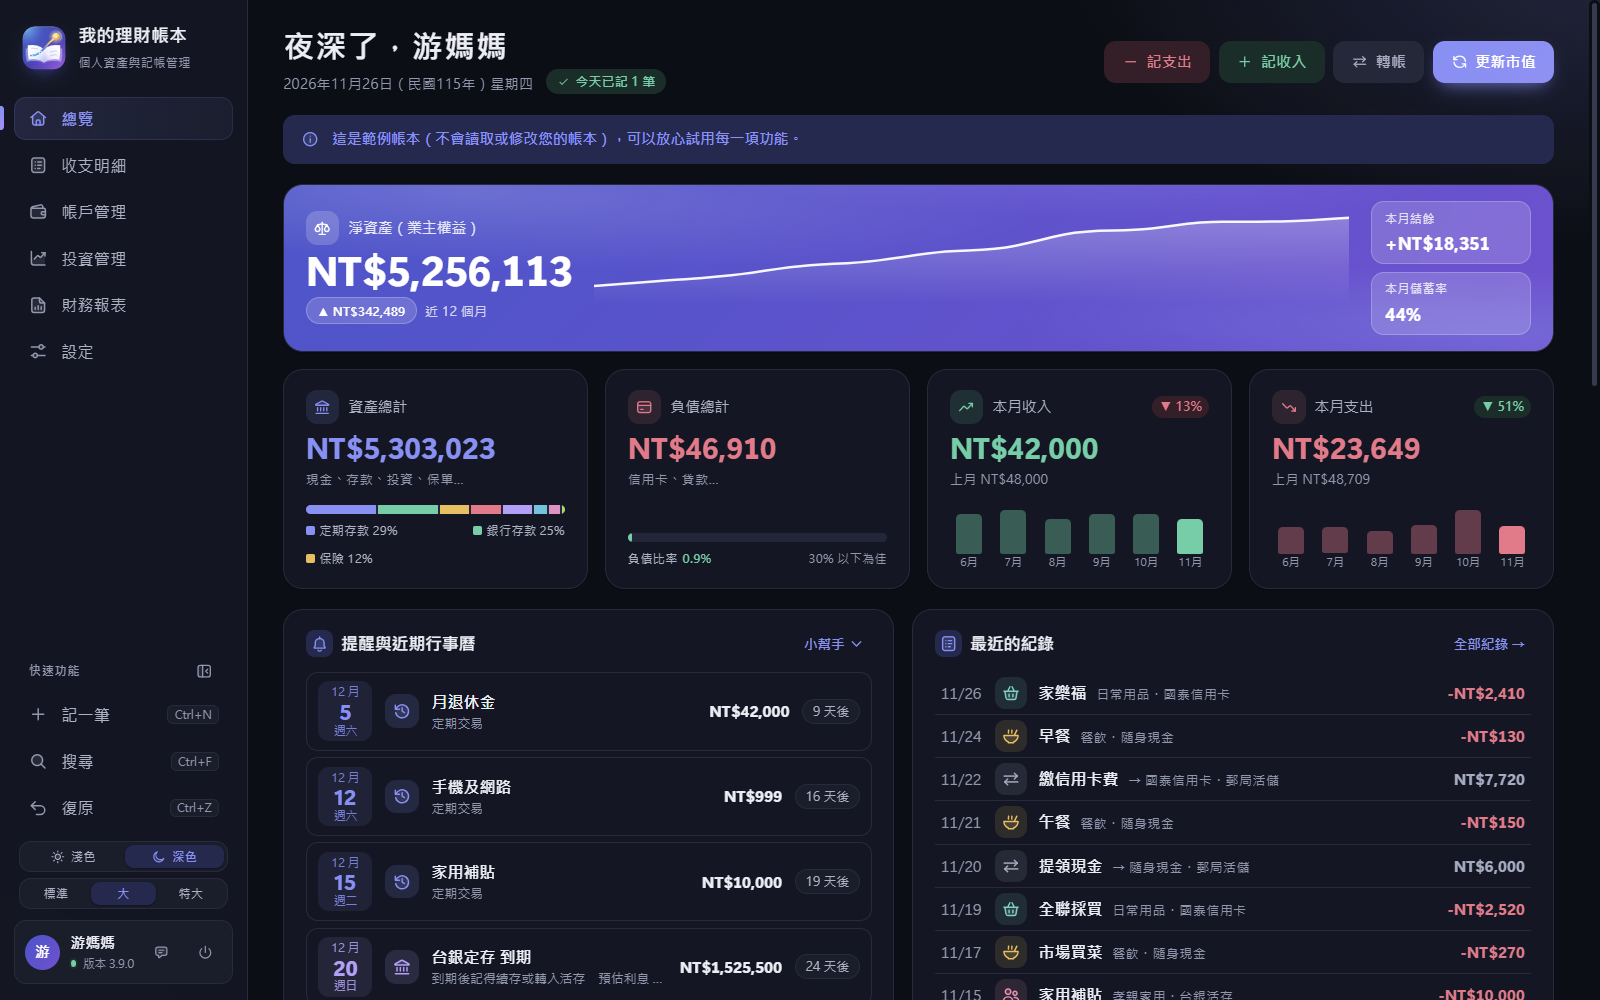 我的理財帳本
個人資產與記帳管理
總覽
收支明細
帳戶管理
投資管理
財務報表
設定
快速功能
記一筆 Ctrl+N
搜尋 Ctrl+F
復原 Ctrl+Z
淺色 深色
標準 大 特大
游 游媽媽
版本 3.9.0
夜深了，游媽媽
2026年11月26日（民國115年）星期四 ✓ 今天已記 1 筆
− 記支出 + 記收入 轉帳 更新市值
這是範例帳本（不會讀取或修改您的帳本），可以放心試用每一項功能。
淨資產（業主權益）
NT$5,256,113
▲ NT$342,489 近 12 個月
本月結餘
+NT$18,351
本月儲蓄率
44%
資產總計
NT$5,303,023
現金、存款、投資、保單...
定期存款 29% 銀行存款 25%
保險 12%
負債總計
NT$46,910
信用卡、貸款...
負債比率 0.9% 30% 以下為佳
本月收入 ▼ 13%
NT$42,000
上月 NT$48,000
6月 7月 8月 9月 10月 11月
本月支出 ▼ 51%
NT$23,649
上月 NT$48,709
6月 7月 8月 9月 10月 11月
提醒與近期行事曆 小幫手
12 月
5
週六
月退休金
定期交易
NT$42,000 9 天後
12 月
12
週六
手機及網路
定期交易
NT$999 16 天後
12 月
15
週二
家用補貼
定期交易
NT$10,000 19 天後
12 月
20
週日
台銀定存 到期
到期後記得續存或轉入活存 預估利息 ...
NT$1,525,500 24 天後
最近的紀錄 全部紀錄 →
11/26 家樂福 日常用品 · 國泰信用卡 -NT$2,410
11/24 早餐 餐飲 · 隨身現金 -NT$130
11/22 繳信用卡費 → 國泰信用卡 · 郵局活儲 NT$7,720
11/21 午餐 餐飲 · 隨身現金 -NT$150
11/20 提領現金 → 隨身現金 · 郵局活儲 NT$6,000
11/19 全聯採買 日常用品 · 國泰信用卡 -NT$2,520
11/17 市場買菜 餐飲 · 隨身現金 -NT$270
11/15 家用補貼 孝親家用 · 台銀活存 -NT$10,000